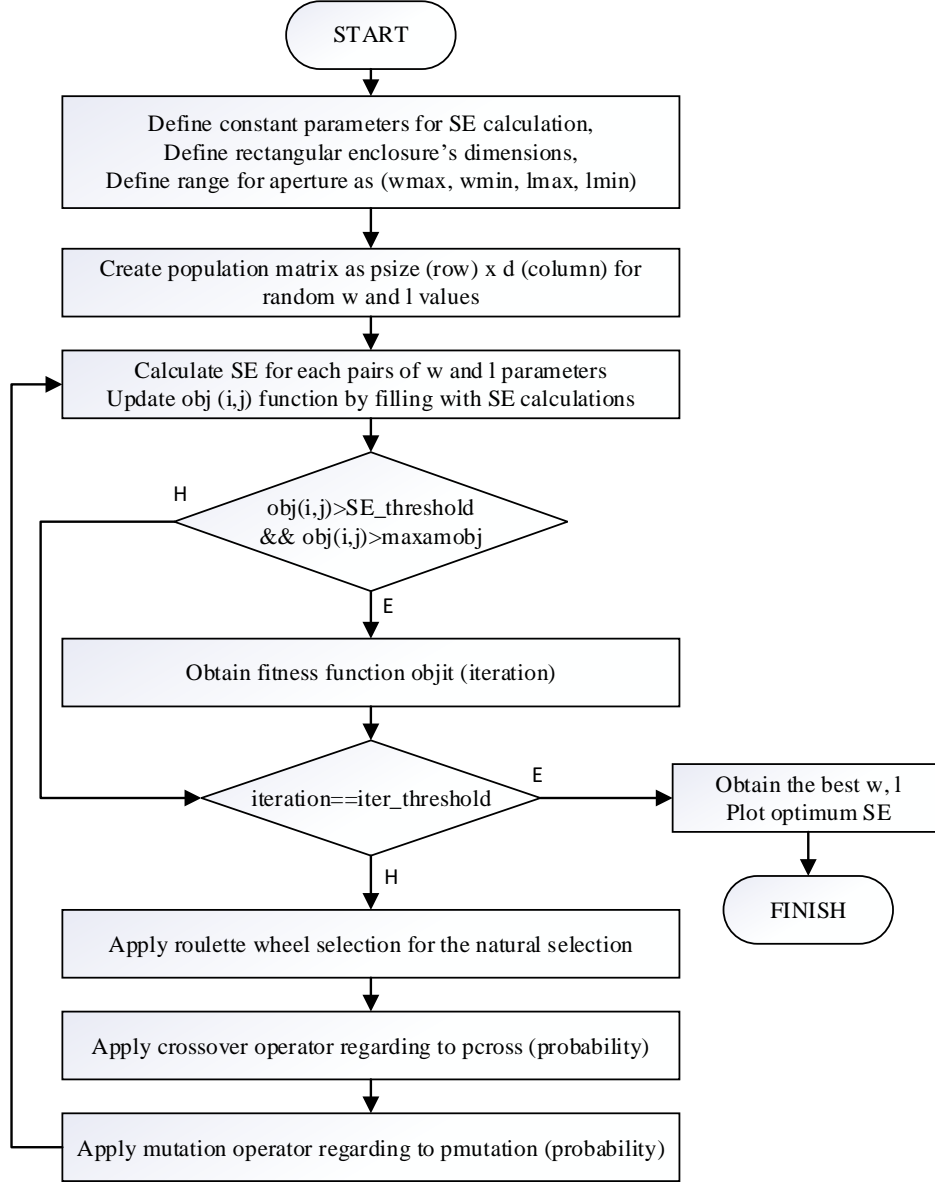 START
Define constant parameters for SE calculation,
Define rectangular enclosure’s dimensions,
Define range for aperture as (wmax, wmin, lmax, lmin)
Create population matrix as psize (row) x d (column) for
random w and l values
Calculate SE for each pairs of w and l parameters
Update obj (i,j) function by filling with SE calculations
H
obj(i,j)>SE_threshold
&& obj(i,j)>maxamobj
E
Obtain fitness function objit (iteration)
iteration==iter_threshold
E
Obtain the best w, l
Plot optimum SE
H
FINISH
Apply roulette wheel selection for the natural selection
Apply crossover operator regarding to pcross (probability)
Apply mutation operator regarding to pmutation (probability)